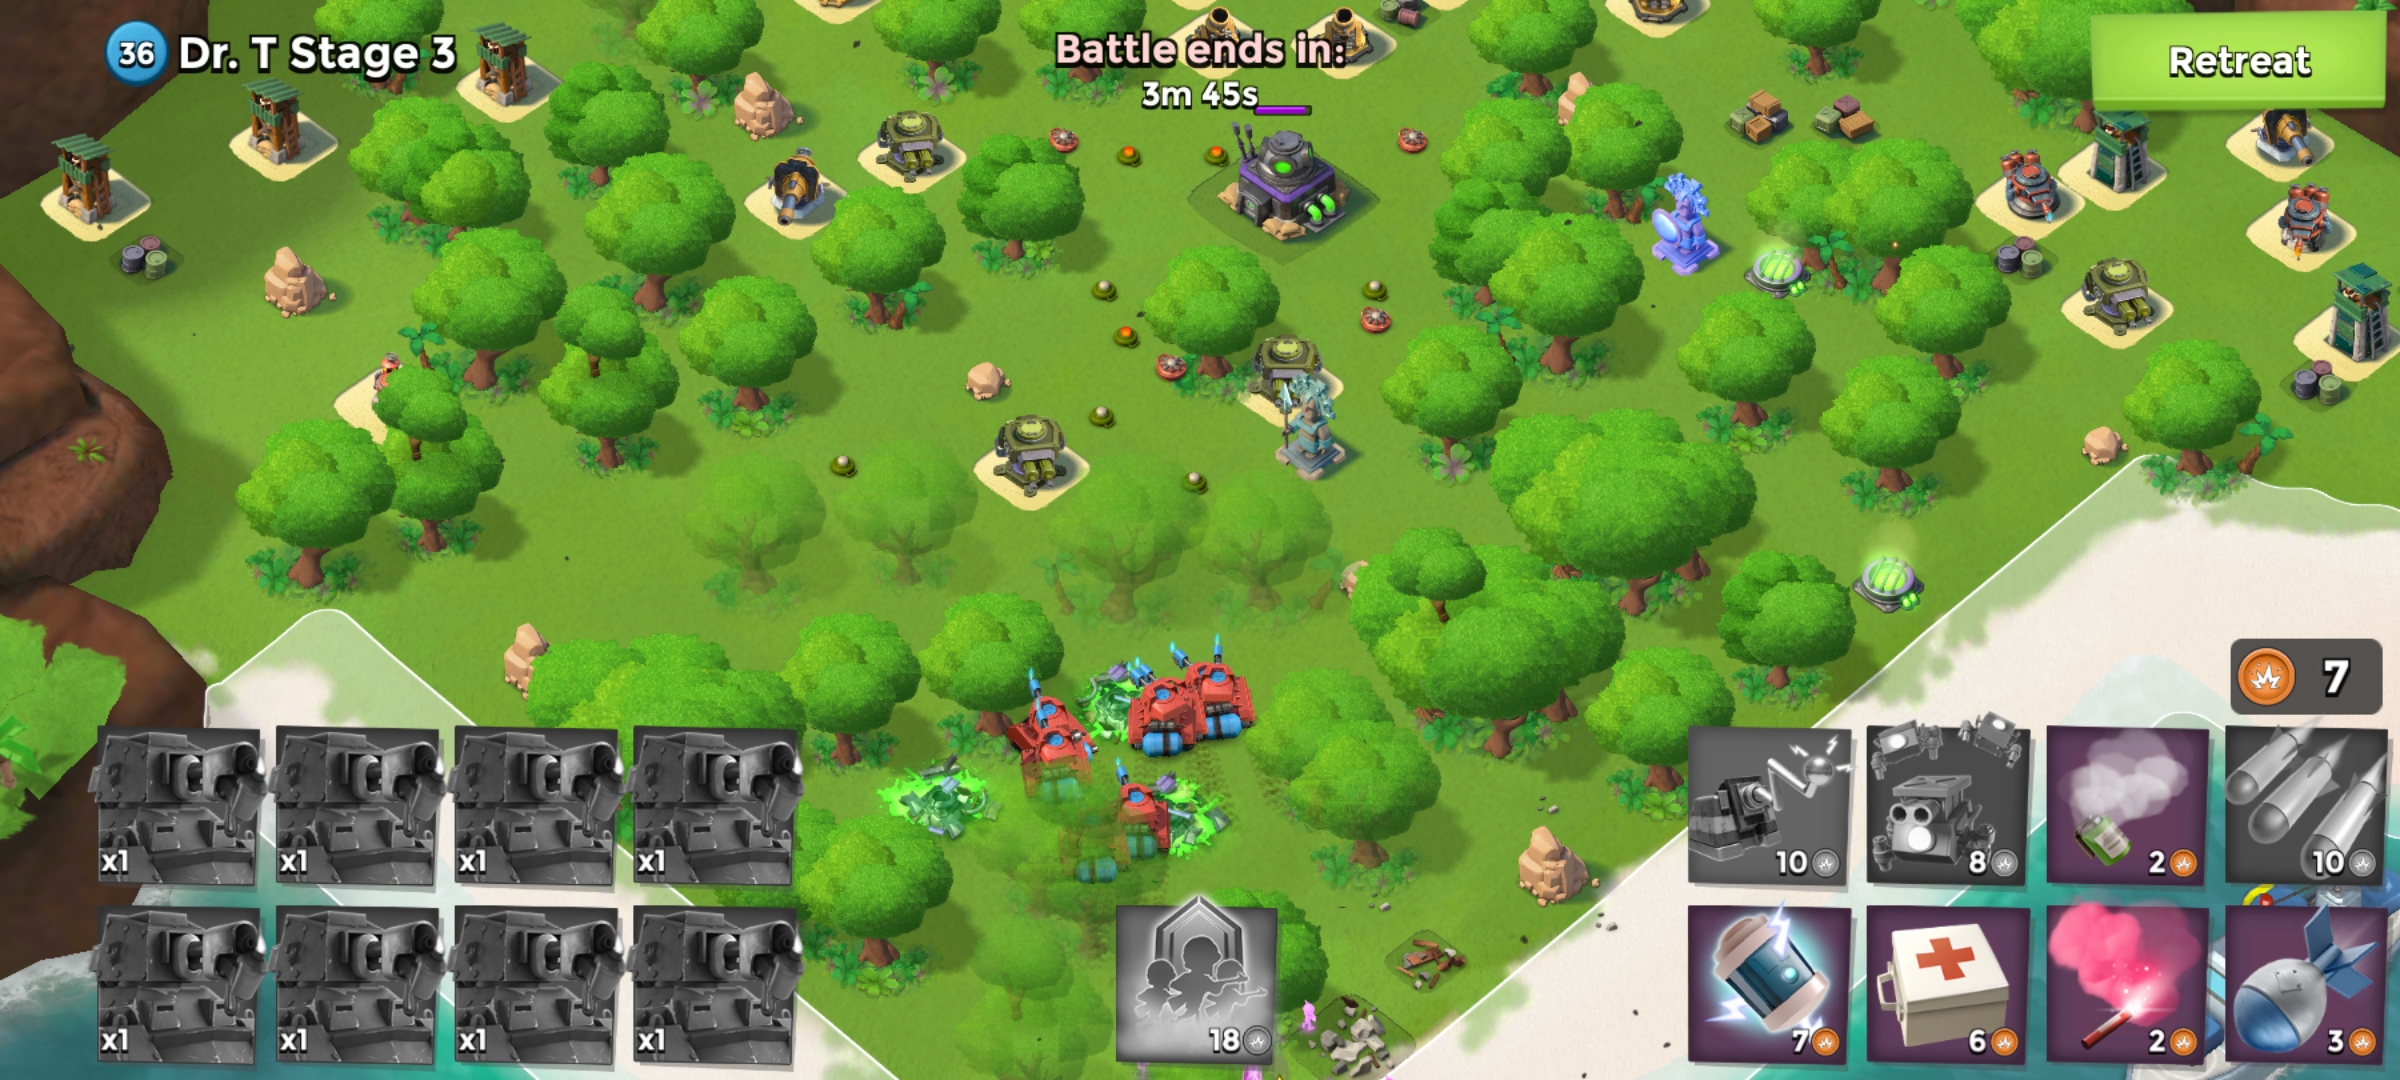 36 Dr. T Stage 3
Battle ends in:
3m 45s
Retreat
7
x1 x1 x1 x1
10 8 2 10
x1 x1 x1 x1
18
7 6 2 3